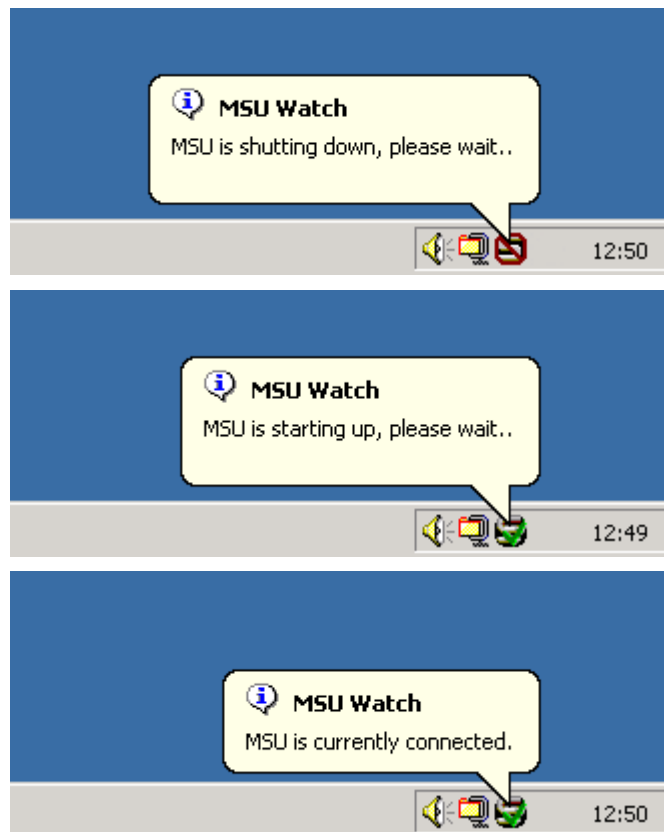 MSU Watch
MSU is shutting down, please wait..
12:50
MSU Watch
MSU is starting up, please wait..
12:49
MSU Watch
MSU is currently connected.
12:50